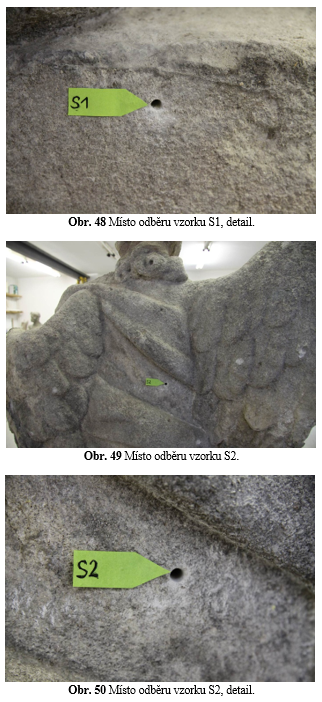 S1
Obr. 48 Místo odběru vzorku S1, detail.
Obr. 49 Místo odběru vzorku S2.
S2
Obr. 50 Místo odběru vzorku S2, detail.